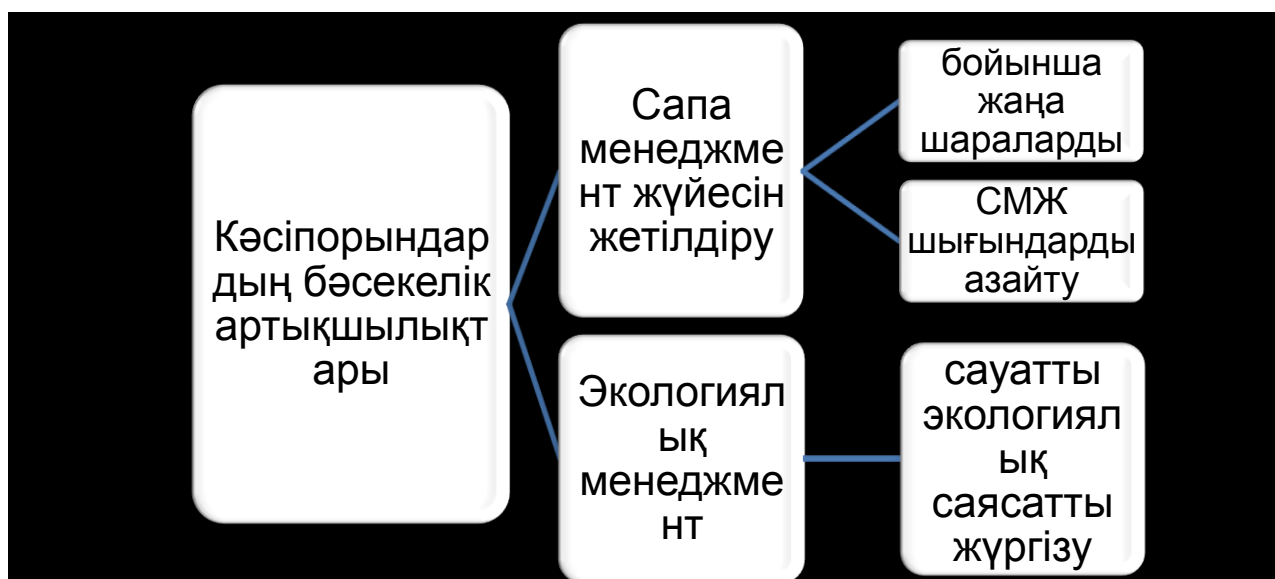 Кәсіпорындар
дың бәсекелік
артықшылықт
ары
Сапа
менеджме
нт жүйесін
жетілдіру
бойынша
жаңа
шараларды
СМЖ
шығындарды
азайту
Экологиял
ық
менеджме
нт
сауатты
экологиял
ық
саясатты
жүргізу